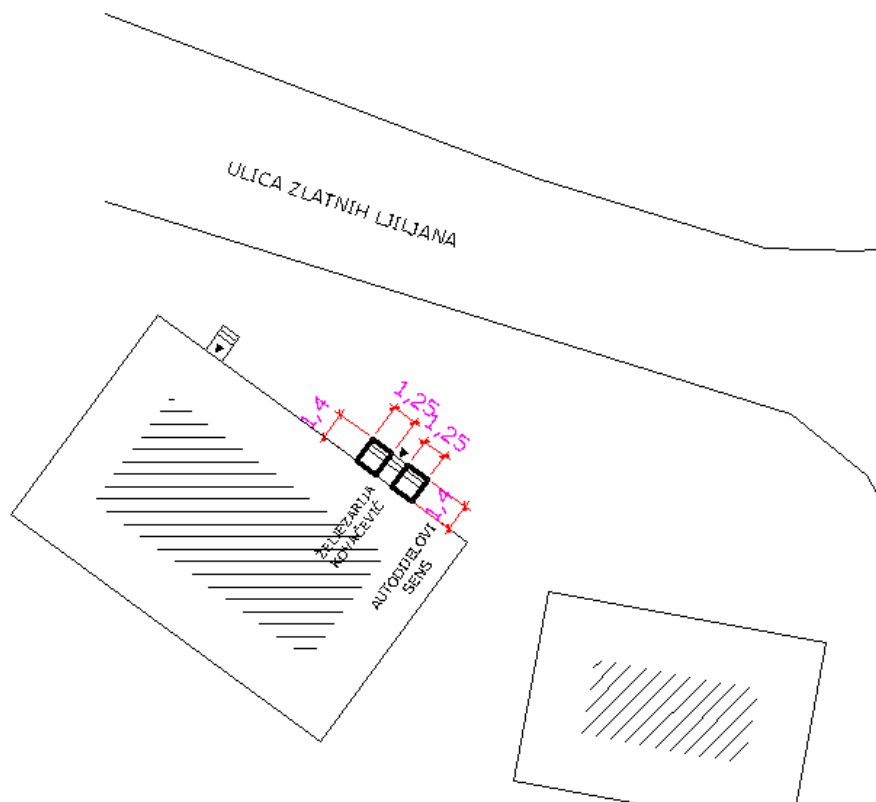 ULICA ZLATNIH LJILJANA
1,25
1,4
1,25
1,4
ŽELJEZARIJA
KOVAČEVIĆ
AUTODIJELOVI
SENS